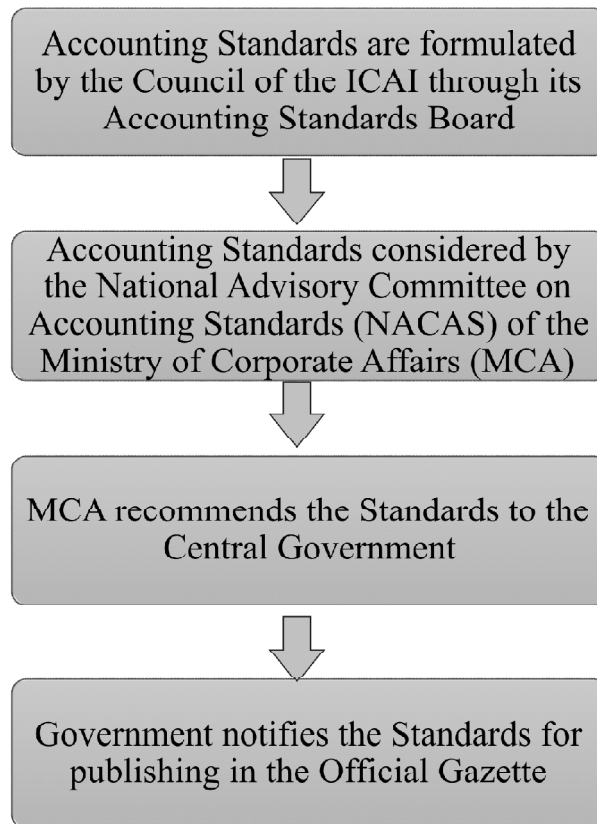 Accounting Standards are formulated
by the Council of the ICAI through its
Accounting Standards Board
Accounting Standards considered by
the National Advisory Committee on
Accounting Standards (NACAS) of the
Ministry of Corporate Affairs (MCA)
MCA recommends the Standards to the
Central Government
Government notifies the Standards for
publishing in the Official Gazette